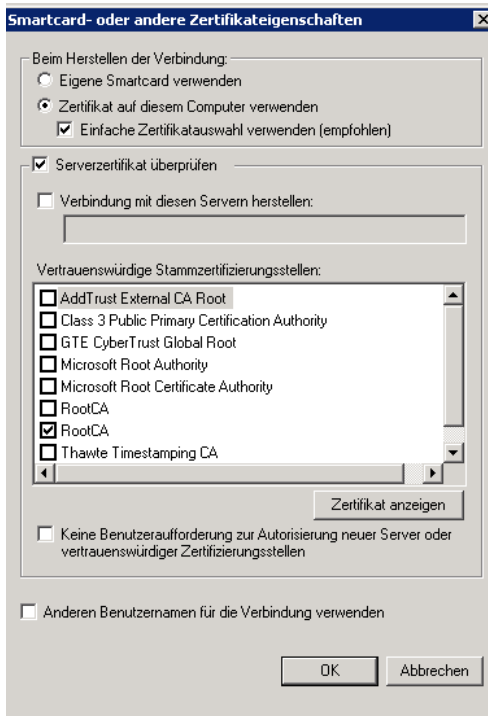 Smartcard- oder andere Zertifikateigenschaften
Beim Herstellen der Verbindung:
Eigene Smartcard verwenden
Zertifikat auf diesem Computer verwenden
Einfache Zertifikatauswahl verwenden (empfohlen)
Serverzertifikat überprüfen
Verbindung mit diesen Servern herstellen:
Vertrauenswürdige Stammzertifizierungsstellen:
AddTrust External CA Root
Class 3 Public Primary Certification Authority
GTE CyberTrust Global Root
Microsoft Root Authority
Microsoft Root Certificate Authority
RootCA
RootCA
Thawte Timestamping CA
Zertifikat anzeigen
Keine Benutzeraufforderung zur Autorisierung neuer Server oder
vertrauenswürdiger Zertifizierungsstellen
Anderen Benutzernamen für die Verbindung verwenden
OK
Abbrechen